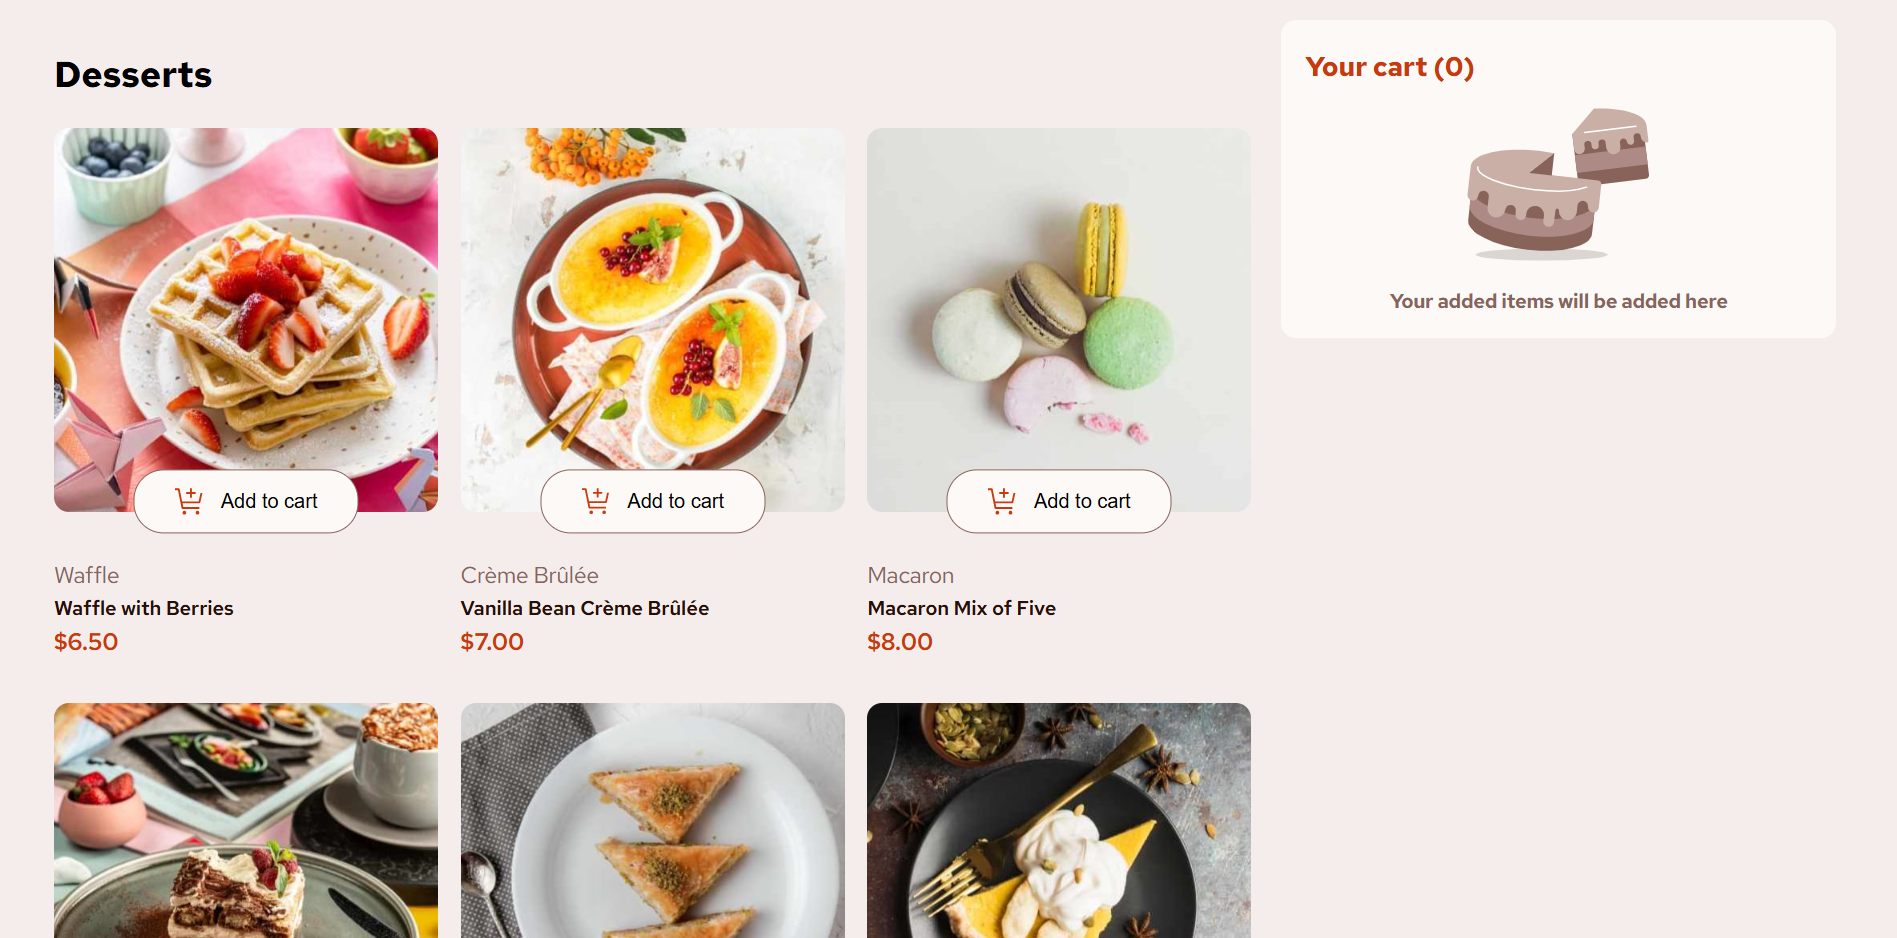 Desserts
Your cart (0)
Your added items will be added here
Add to cart
Add to cart
Add to cart
Waffle
Waffle with Berries
$6.50
Crème Brûlée
Vanilla Bean Crème Brûlée
$7.00
Macaron
Macaron Mix of Five
$8.00